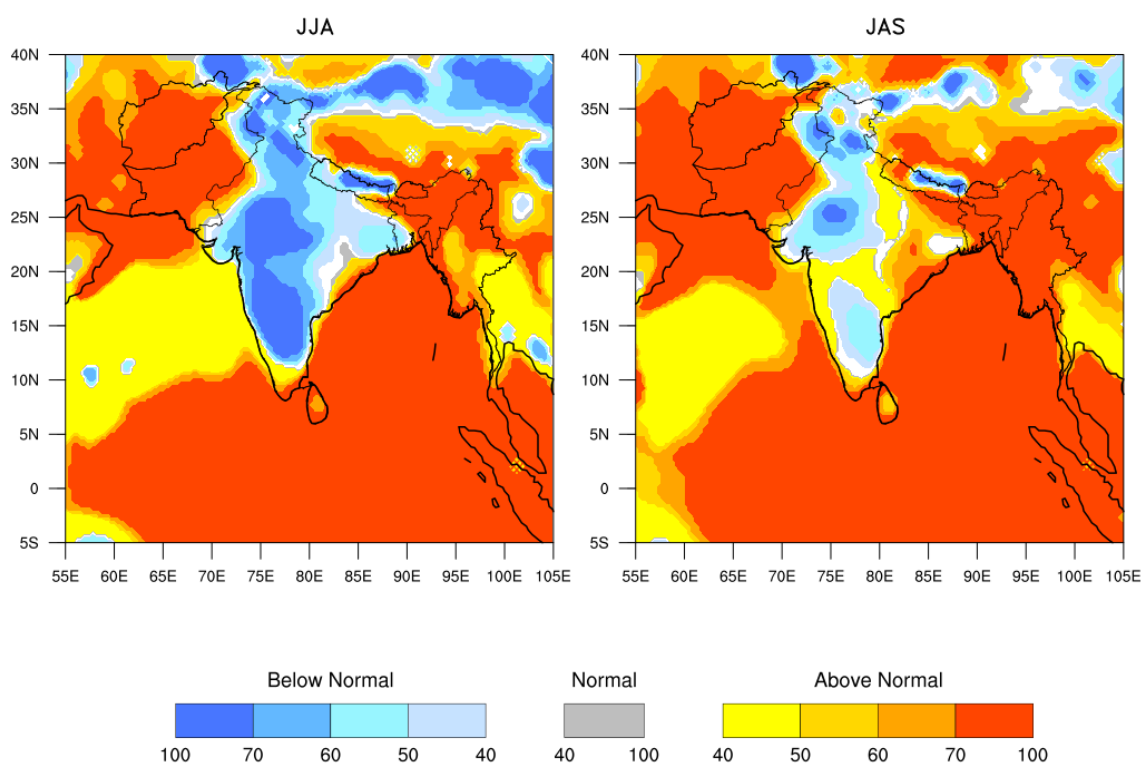 JJA JAS
40N 40N
35N 35N
30N 30N
25N 25N
20N 20N
15N 15N
10N 10N
5N 5N
0 0
5S 5S
55E 60E 65E 70E 75E 80E 85E 90E 95E 100E 105E 55E 60E 65E 70E 75E 80E 85E 90E 95E 100E 105E
Below Normal Normal Above Normal
100 70 60 50 40 40 100 40 50 60 70 100